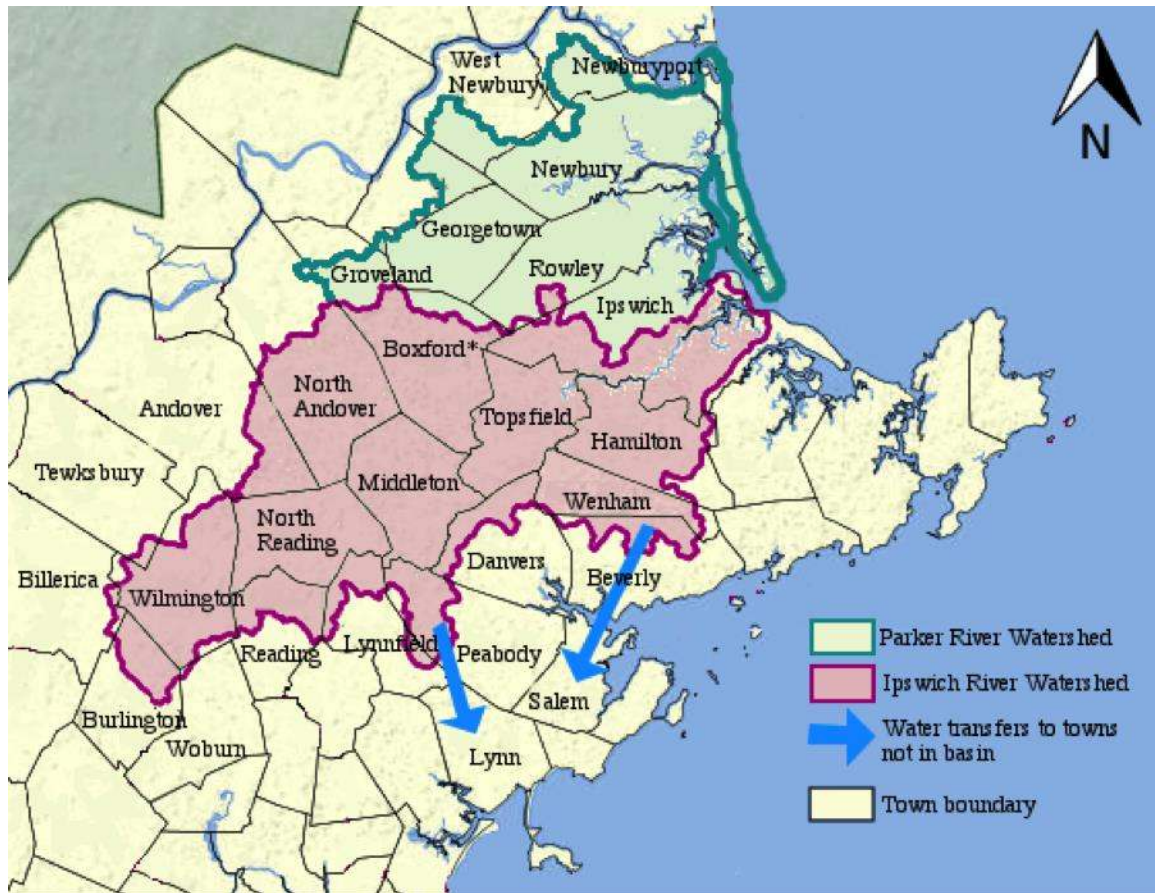 West
Newbury
Newburyport
Newbury
Georgetown
Groveland
Rowley
Ipswich
Boxford*
North
Andover
Andover
Topsfield
Hamilton
Tewksbury
Middleton
Wenham
North
Reading
Danvers
Billerica
Beverly
Wilmington
Reading
Lynnfield
Peabody
Salem
Burlington
Woburn
Lynn
N
Parker River Watershed
Ipswich River Watershed
Water transfers to towns
not in basin
Town boundary